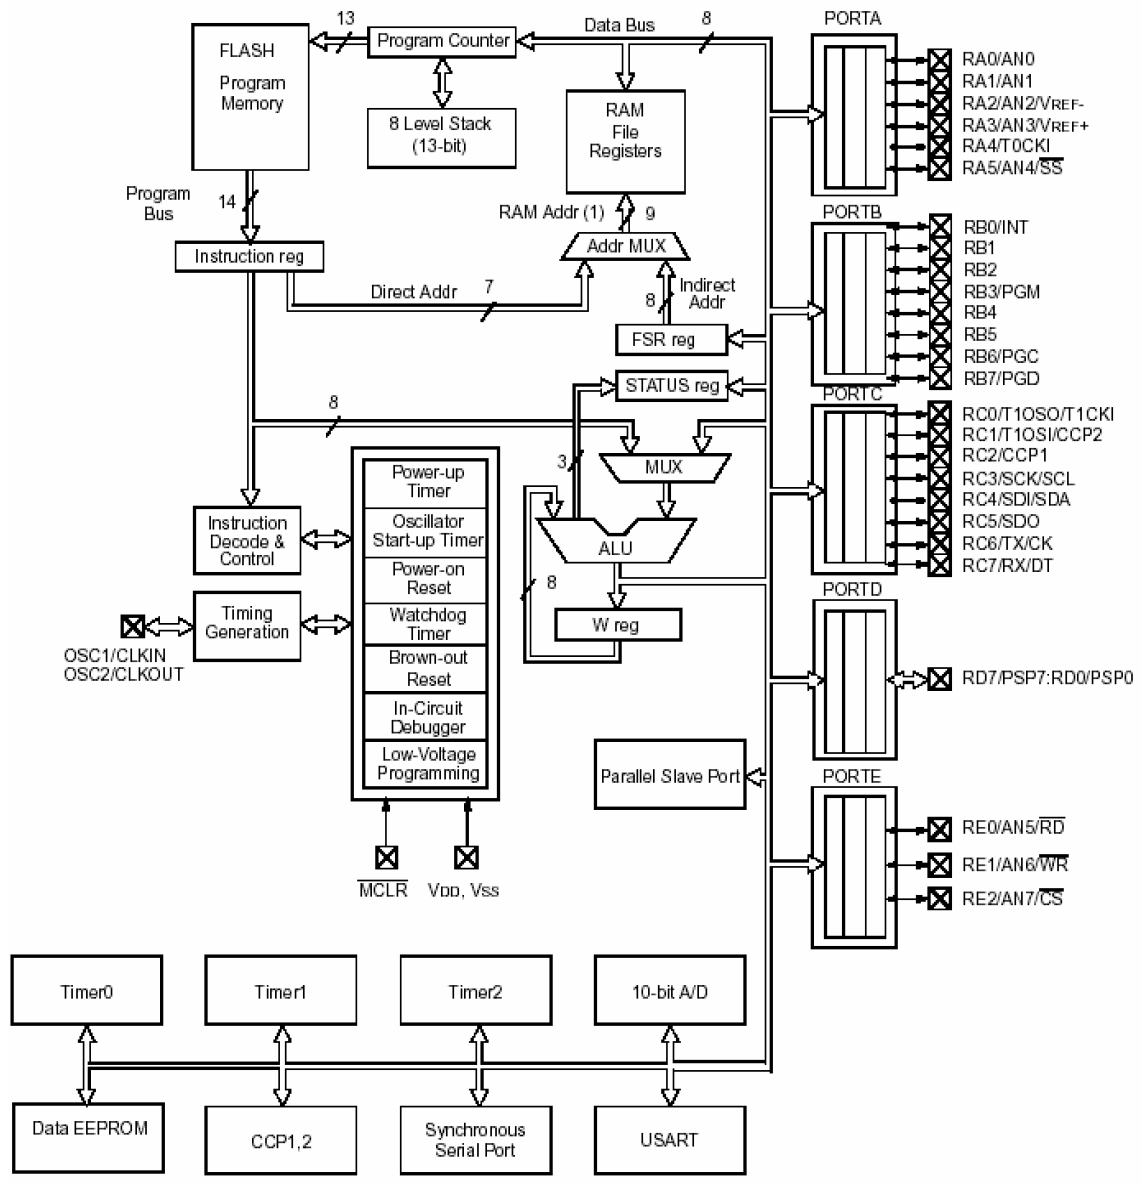 13
Data Bus
8
PORTA
FLASH
Program
Memory
Program Counter
8 Level Stack
(13-bit)
RAM
File
Registers
RA0/AN0
RA1/AN1
RA2/AN2/VREF-
RA3/AN3/VREF+
RA4/T0CKI
RA5/AN4/SS
Program
Bus
14
RAM Addr (1)
9
PORTB
Instruction reg
Addr MUX
Direct Addr
7
8
Indirect
Addr
FSR reg
STATUS reg
RB0/INT
RB1
RB2
RB3/PGM
RB4
RB5
RB6/PGC
RB7/PGD
PORTC
8
3
MUX
ALU
8
W reg
RC0/T1OSO/T1CKI
RC1/T1OSI/CCP2
RC2/CCP1
RC3/SCK/SCL
RC4/SDI/SDA
RC5/SDO
RC6/TX/CK
RC7/RX/DT
Instruction
Decode &
Control
Timing
Generation
OSC1/CLKIN
OSC2/CLKOUT
Power-up
Timer
Oscillator
Start-up Timer
Power-on
Reset
Watchdog
Timer
Brown-out
Reset
In-Circuit
Debugger
Low-Voltage
Programming
MCLR
VDD, VSS
PORTD
RD7/PSP7:RD0/PSP0
Parallel Slave Port
PORTE
RE0/AN5/RD
RE1/AN6/WR
RE2/AN7/CS
Timer0
Timer1
Timer2
10-bit A/D
Data EEPROM
CCP1,2
Synchronous
Serial Port
USART